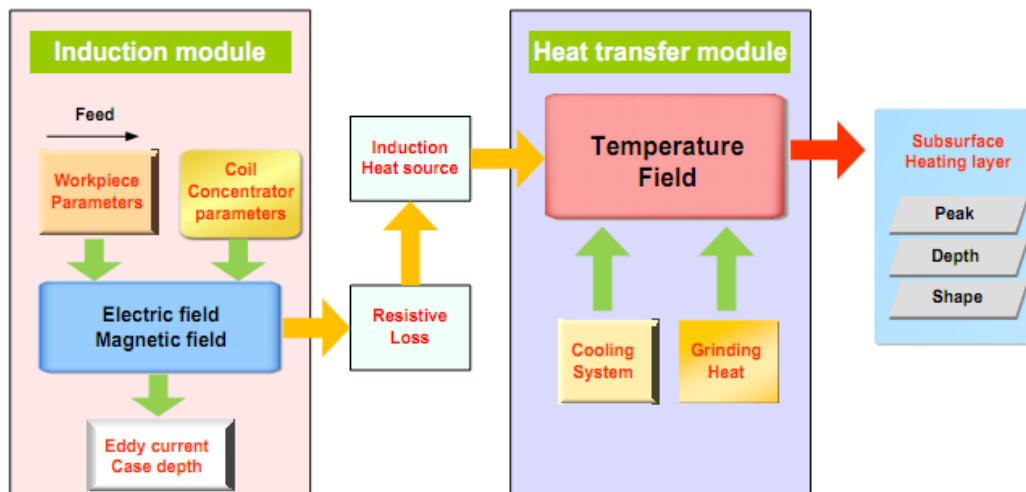 Induction module
Feed
Workpiece
Parameters
Coil
Concentrator
parameters
Electric field
Magnetic field
Eddy current
Case depth
Induction
Heat source
Resistive
Loss
Heat transfer module
Temperature
Field
Cooling
System
Grinding
Heat
Subsurface
Heating layer
Peak
Depth
Shape